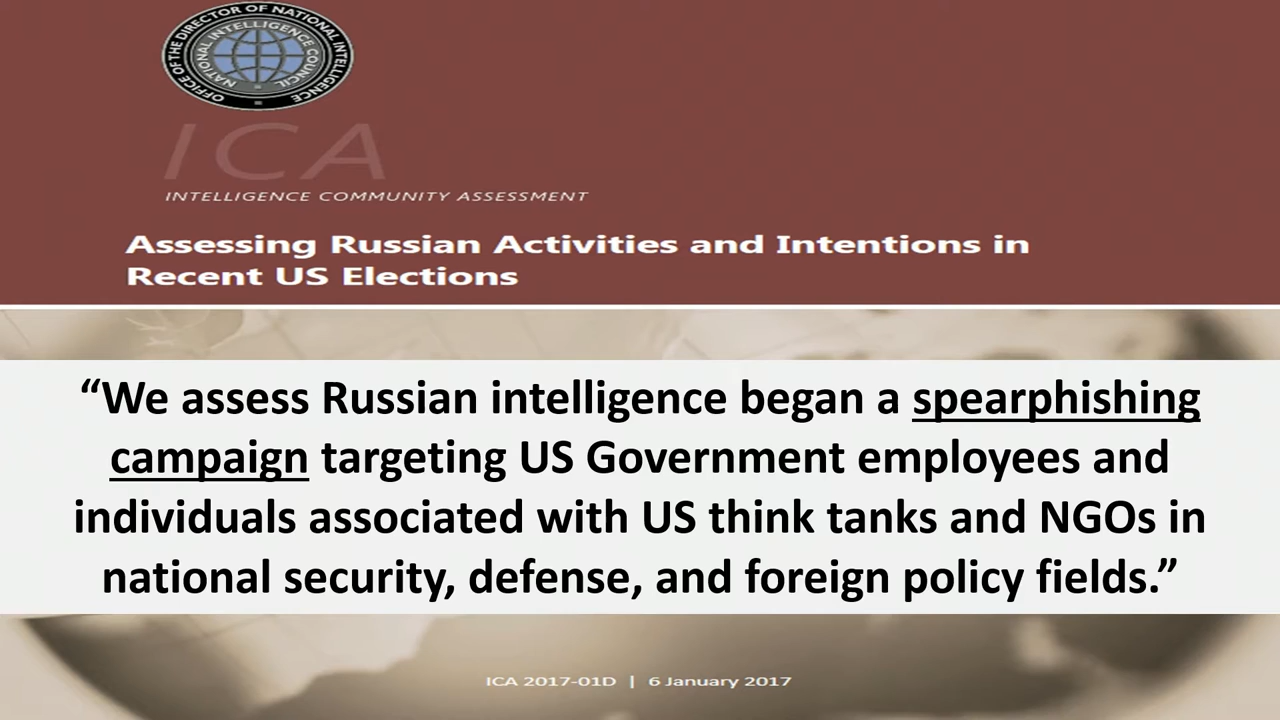 OFFICE OF THE DIRECTOR OF NATIONAL INTELLIGENCE
NATIONAL INTELLIGENCE COUNCIL
ICA
INTELLIGENCE COMMUNITY ASSESSMENT
Assessing Russian Activities and Intentions in
Recent US Elections
“We assess Russian intelligence began a spearphishing
campaign targeting US Government employees and
individuals associated with US think tanks and NGOs in
national security, defense, and foreign policy fields.”
ICA 2017-01D | 6 January 2017